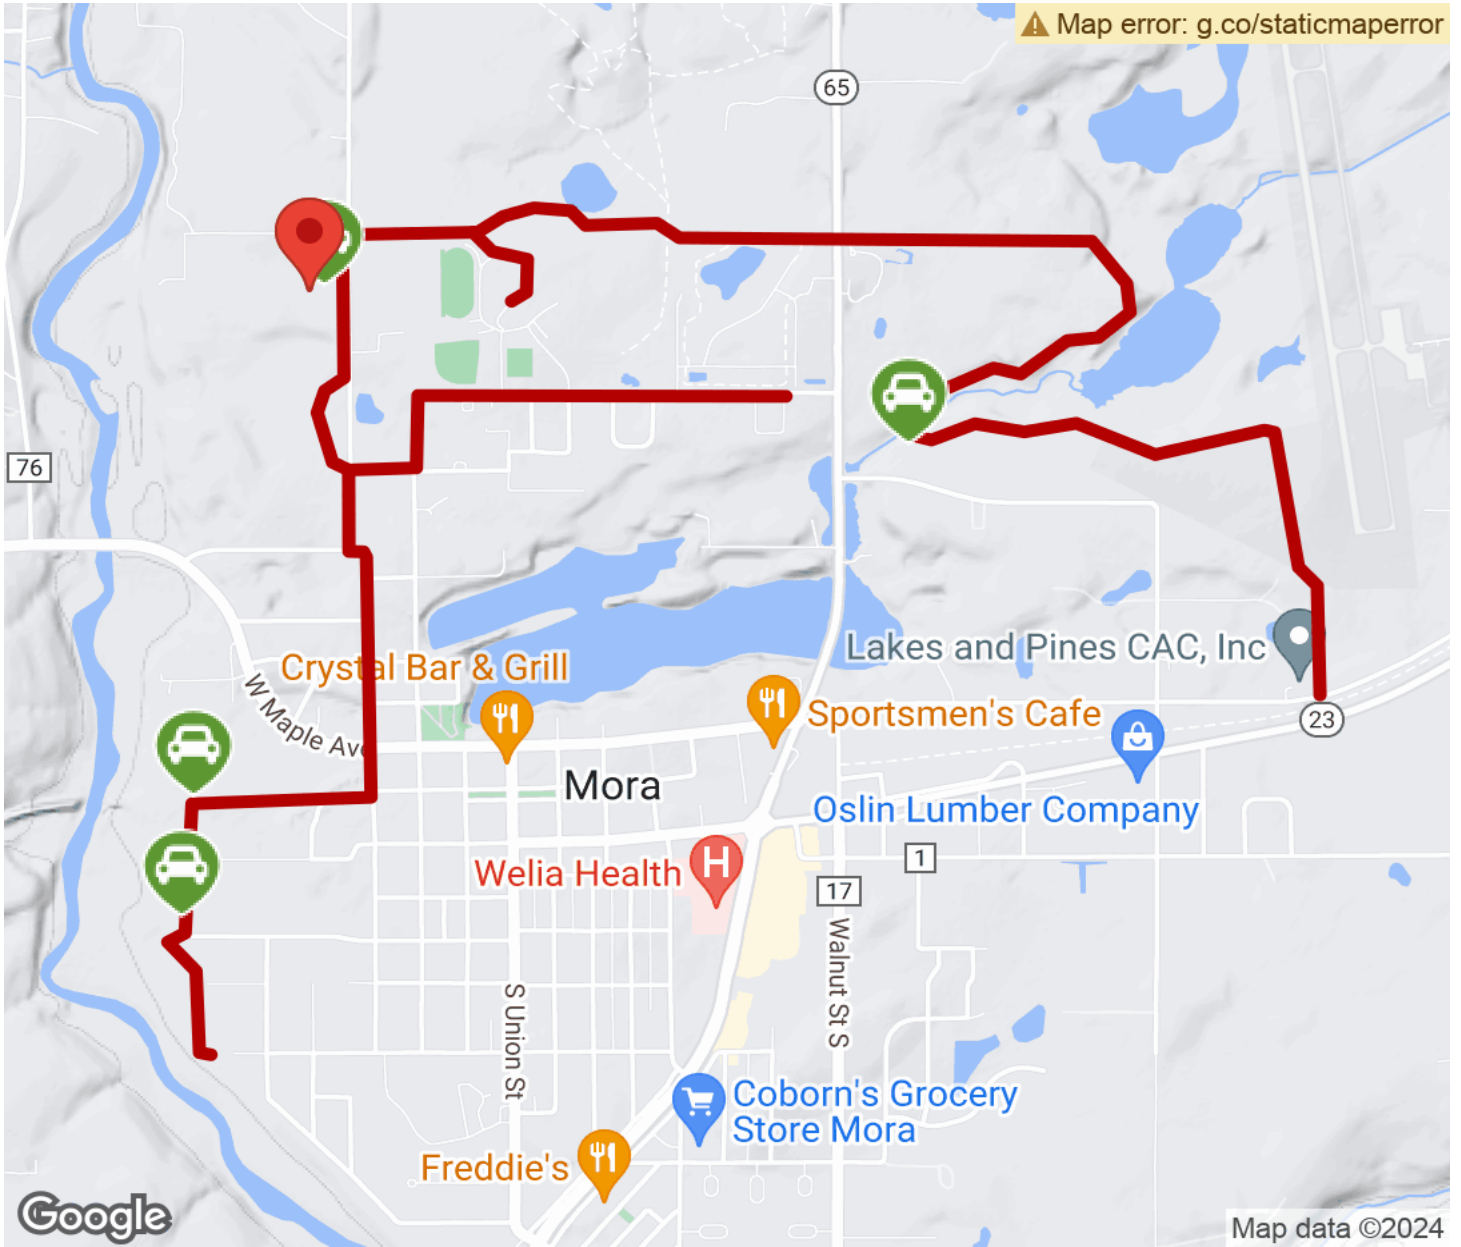 Map error: g.co/staticmaperror
65
76
Crystal Bar & Grill
Lakes and Pines CAC, Inc
W Maple Ave
Sportsmen's Cafe
23
Mora
Oslin Lumber Company
Welia Health
1
17
Walnut St S
S Union St
Coborn's Grocery
Store Mora
Freddie's
Google
Map data ©2024